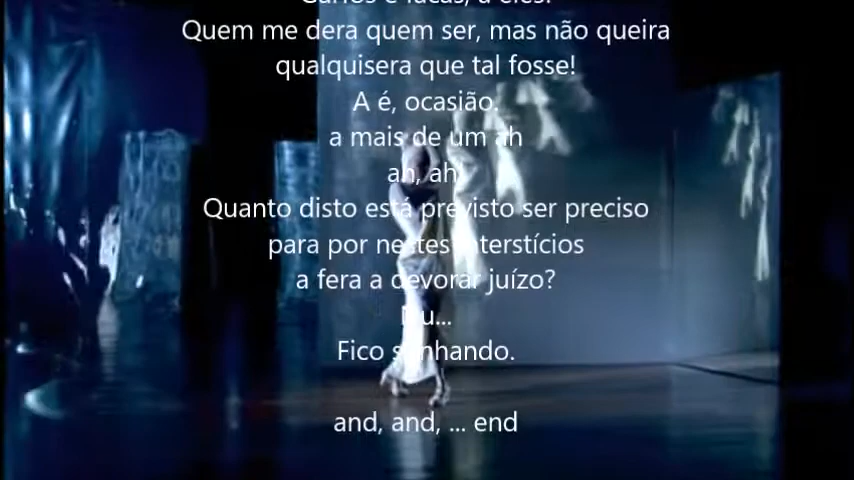 Quem me dera quem ser, mas não queira
qualquisera que tal fosse!
A é, ocasião.
a mais de um ah
ah, ah!
Quanto disto está previsto ser preciso
para por nestes interstícios
a fera a devorar juízo?
Fico sonhando.
and, and, ... end